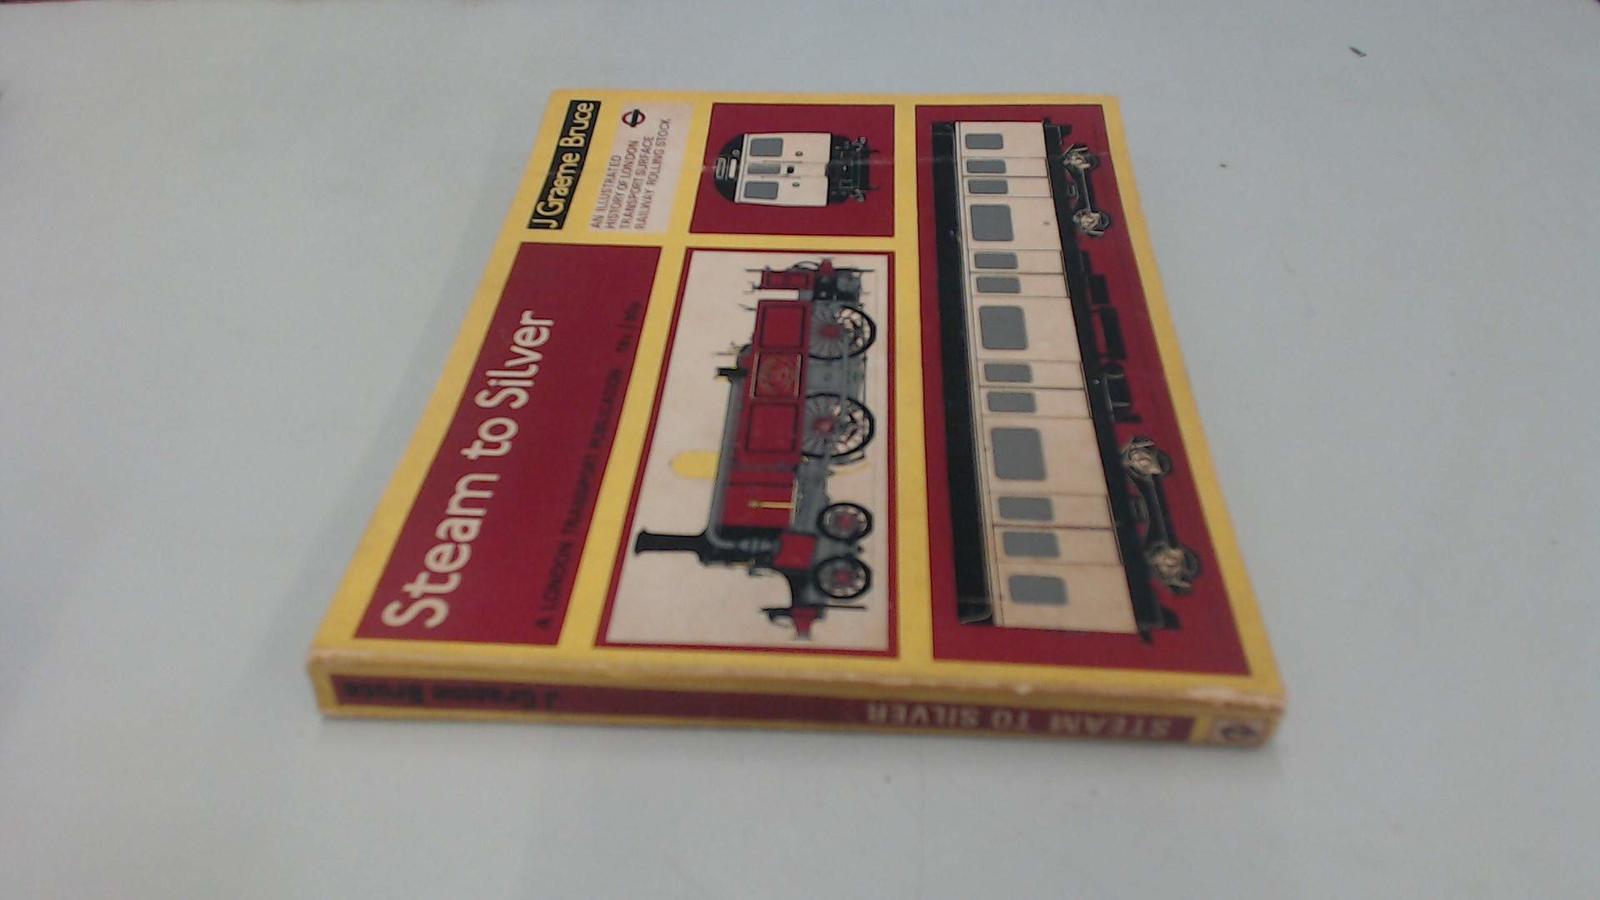 J Graeme Bruce
AN ILLUSTRATED
HISTORY OF LONDON
TRANSPORT SURFACE
RAILWAY ROLLING STOCK
Steam to Silver
A LONDON TRANSPORT PUBLICATION
STEAM TO SILVER
J Graeme Bruce